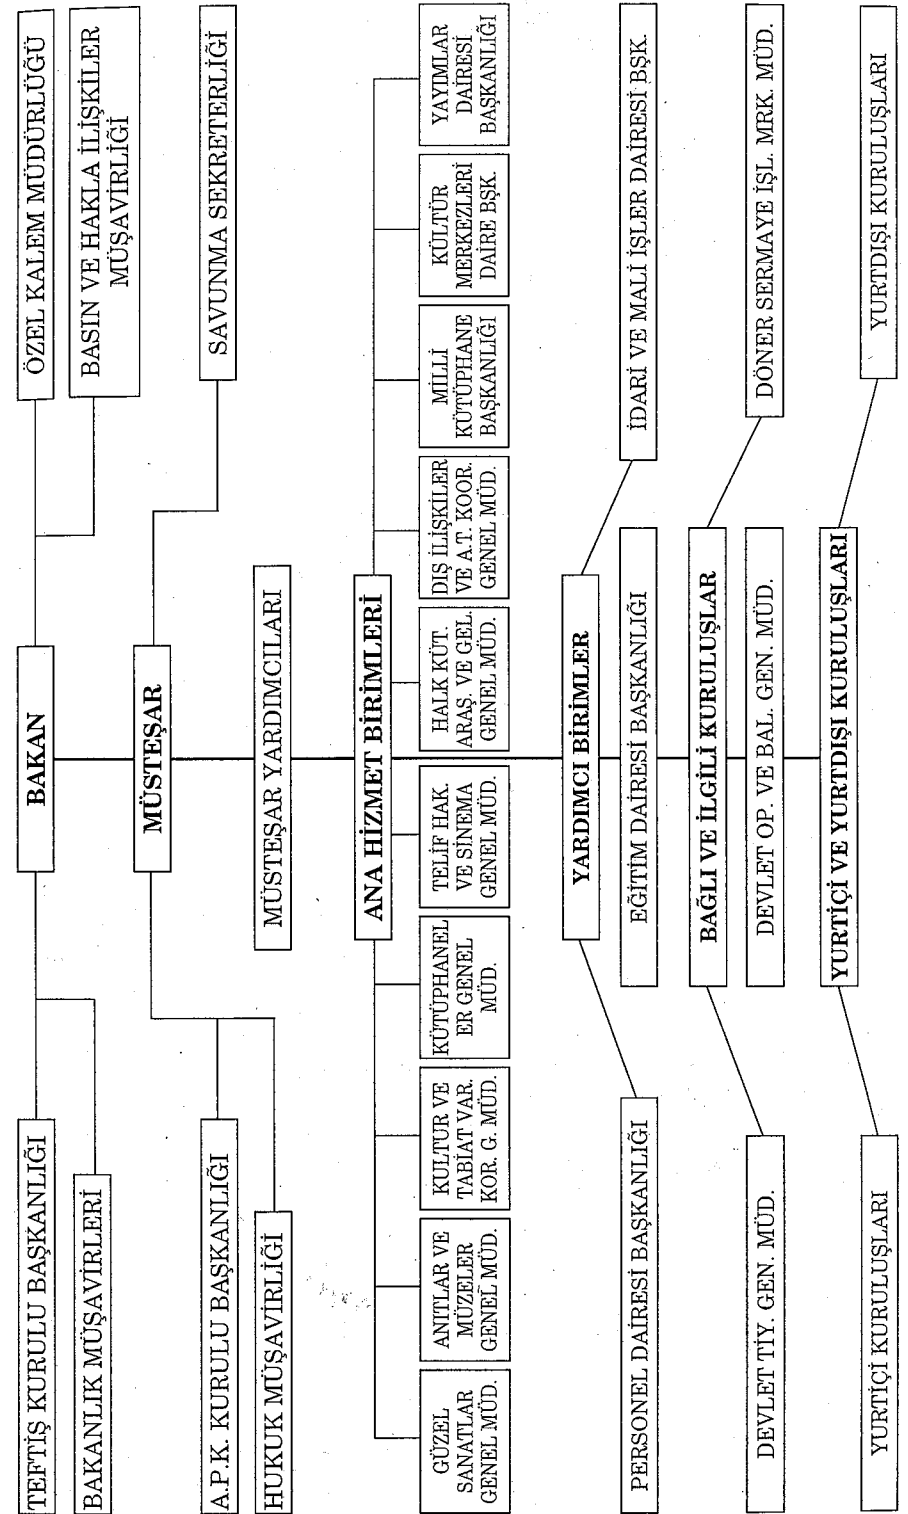 BAKAN
TEFTİŞ KURULU BAŞKANLIĞI
BAKANLIK MÜŞAVİRLERİ
ÖZEL KALEM MÜDÜRLÜĞÜ
BASIN VE HAKLA İLİŞKİLER
MÜŞAVİRLİĞİ
MÜSTEŞAR
A.P.K. KURULU BAŞKANLIĞI
HUKUK MÜŞAVİRLİĞİ
SAVUNMA SEKRETERLİĞİ
MÜSTEŞAR YARDIMCILARI
ANA HİZMET BİRİMLERİ
GÜZEL
SANATLAR
GENEL MÜD.
ANITLAR VE
MÜZELER
GENEL MÜD.
KULTUR VE
TABİAT VAR.
KOR. G. MÜD.
KÜTÜPHANEL
ER GENEL
MÜD.
TELİF HAK.
VE SİNEMA
GENEL MÜD.
HALK KÜT.
ARAŞ. VE GEL.
GENEL MÜD.
DIŞ İLİŞKİLER
VE A.T. KOOR.
GENEL MÜD.
MİLLİ
KÜTÜPHANE
BAŞKANLIĞI
KÜLTÜR
MERKEZLERİ
DAİRE BŞK.
YAYIMLAR
DAİRESİ
BAŞKANLIĞI
YARDIMCI BİRİMLER
PERSONEL DAİRESİ BAŞKANLIĞI
EĞİTİM DAİRESİ BAŞKANLIĞI
İDARİ VE MALİ İŞLER DAİRESİ BŞK.
BAĞLI VE İLGİLİ KURULUŞLAR
DEVLET TİY. GEN. MÜD.
DEVLET OP. VE BAL. GEN. MÜD.
DÖNER SERMAYE İŞL. MRK. MÜD.
YURTİÇİ VE YURTDIŞI KURULUŞLARI
YURTİÇİ KURULUŞLARI
YURTDIŞI KURULUŞLARI